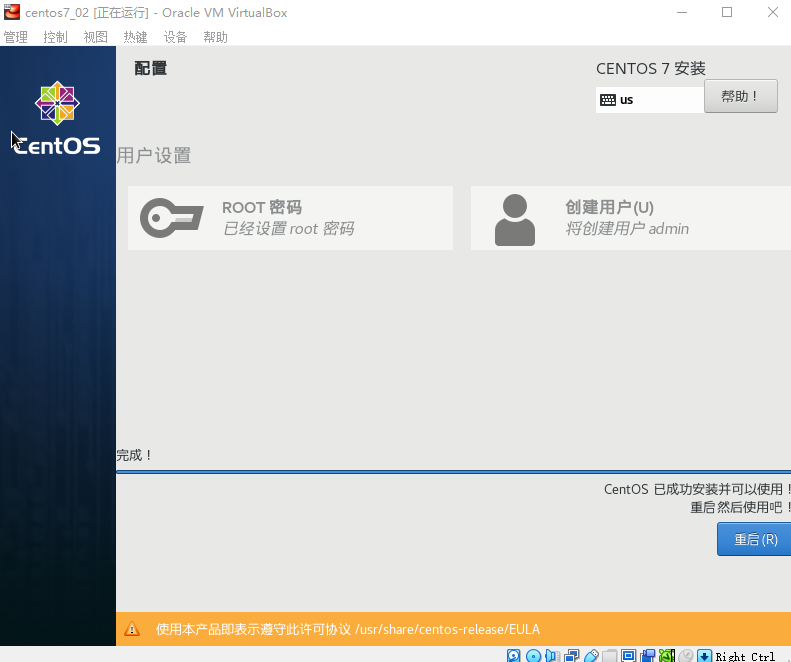 centos7_02 [正在运行] - Oracle VM VirtualBox
管理 控制 视图 热键 设备 帮助
配置
CENTOS 7 安装
us
帮助！
CentOS
用户设置
ROOT 密码
已经设置 root 密码
创建用户(U)
将创建用户 admin
完成！
CentOS 已成功安装并可以使用！
重启然后使用吧！
重启(R)
使用本产品即表示遵守此许可协议 /usr/share/centos-release/EULA
Right Ctrl